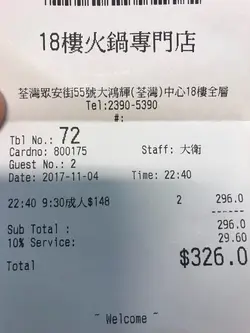 18樓火鍋專門店
荃灣眾安街55號大鴻輝(荃灣)中心18樓全層
Tel:2390-5390
#:
Tbl No.: 72
Cardno: 800175 Staff: 大衛
Guest No.: 2
Date: 2017-11-04 Time: 22:40
22:40 9:30成人$148 2 296.0
Sub Total : 296.0
10% Service: 29.60
Total $326.0
~ Welcome ~